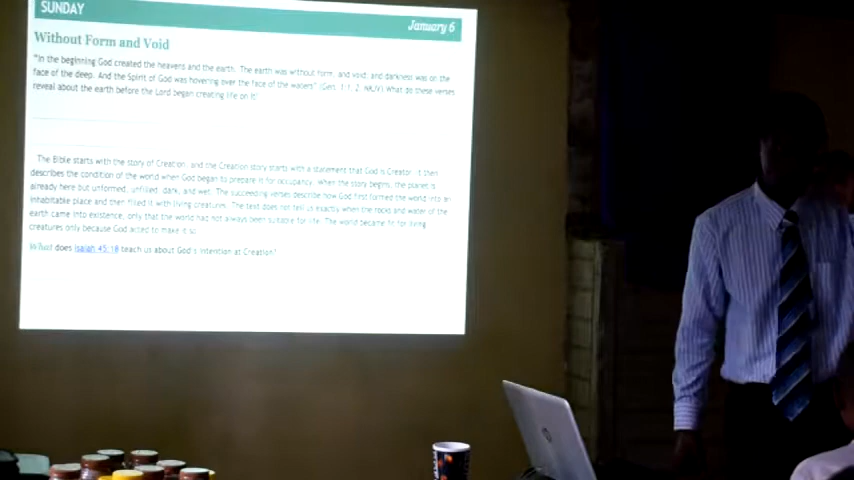 SUNDAY
January 6
Without Form and Void
"In the beginning God created the heavens and the earth. The earth was without form, and void; and darkness was on the
face of the deep. And the Spirit of God was hovering over the face of the waters" (Gen. 1:1, 2, NKJV) What do these verses
reveal about the earth before the Lord began creating life on it?
The Bible starts with the story of Creation, and the Creation story starts with a statement that God is Creator. It then
describes the condition of the world when God began to prepare it for occupancy. When the story begins, the planet is
already here but unformed, unfilled, dark, and wet. The succeeding verses describe how God first formed the world into an
inhabitable place and then filled it with living creatures. The text does not tell us exactly when the rocks and water of the
earth came into existence, only that the world had not always been suitable for life. The world became fit for living
creatures only because God acted to make it so.
What does Isaiah 45:18 teach us about God's intention at Creation?
hp